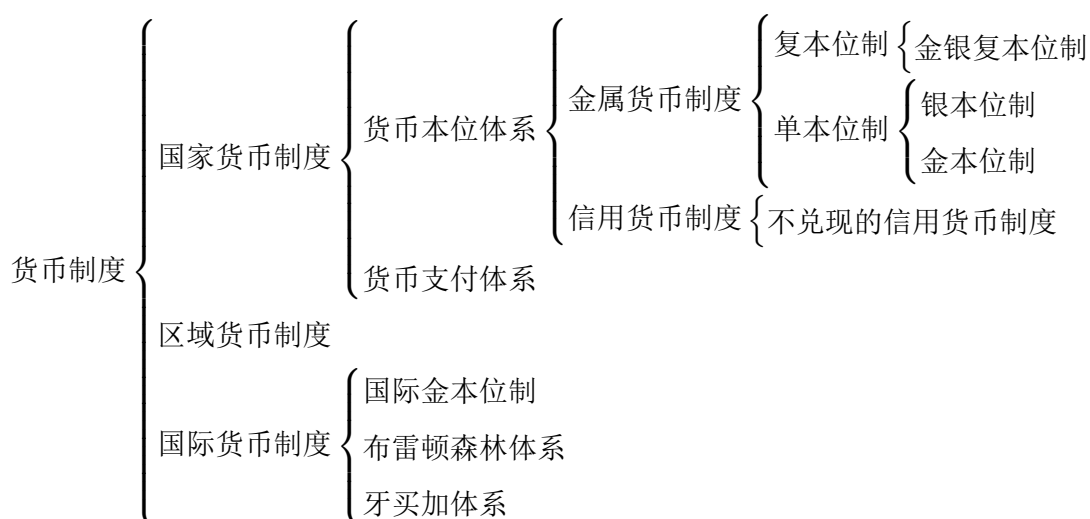 货币制度
国家货币制度
货币本位体系
金属货币制度
复本位制
金银复本位制
单本位制
银本位制
金本位制
信用货币制度
不兑现的信用货币制度
货币支付体系
区域货币制度
国际货币制度
国际金本位制
布雷顿森林体系
牙买加体系